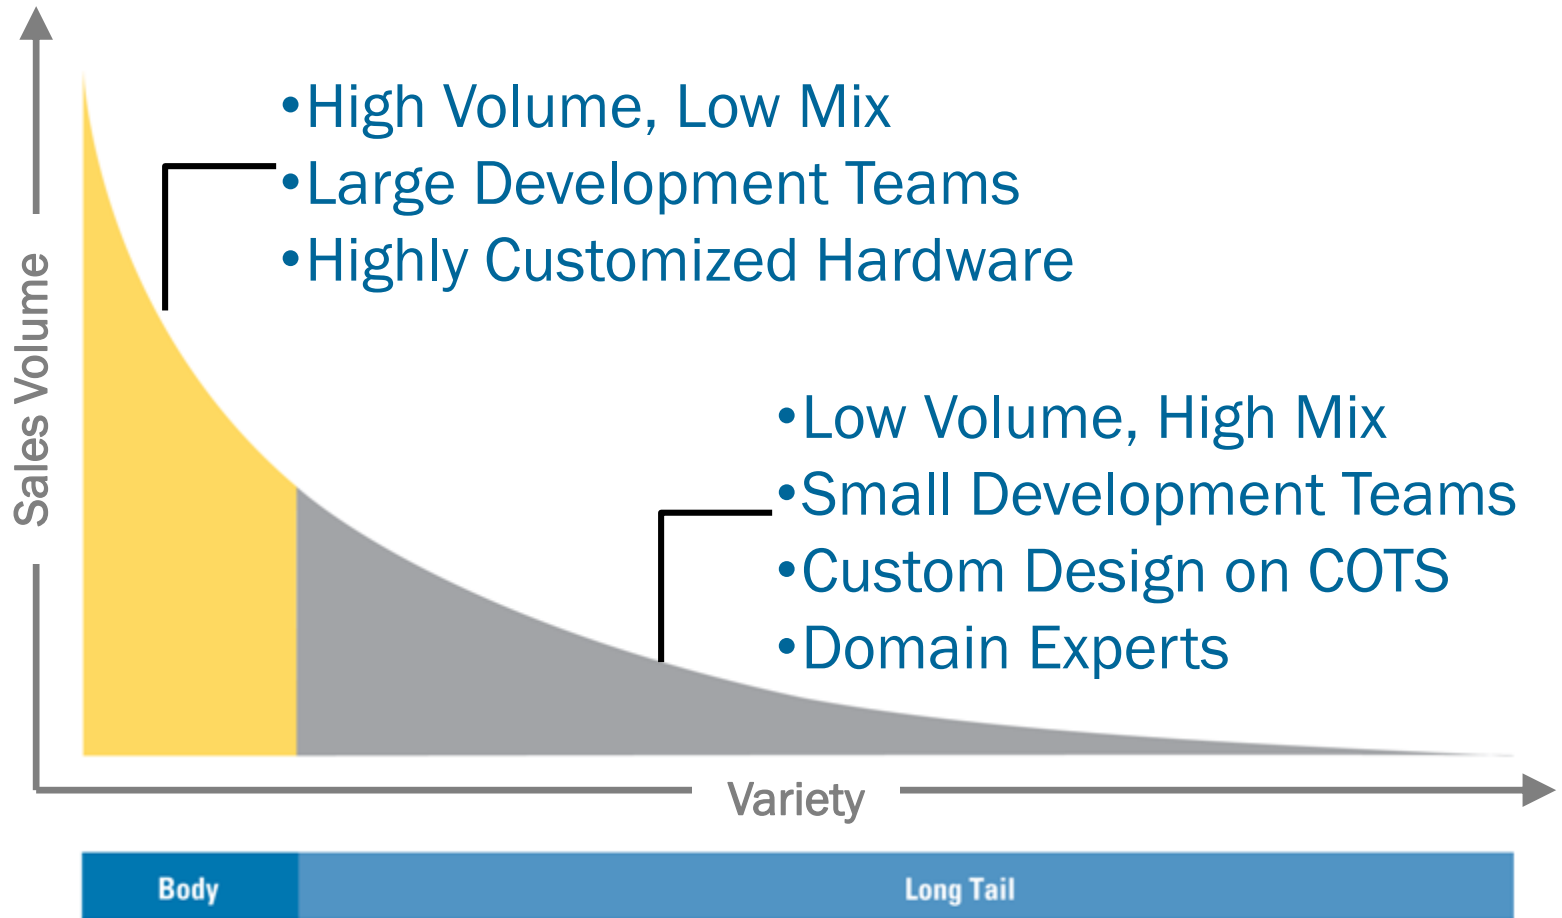 •High Volume, Low Mix
•Large Development Teams
•Highly Customized Hardware
Sales Volume
•Low Volume, High Mix
•Small Development Teams
•Custom Design on COTS
•Domain Experts
Variety
Body
Long Tail